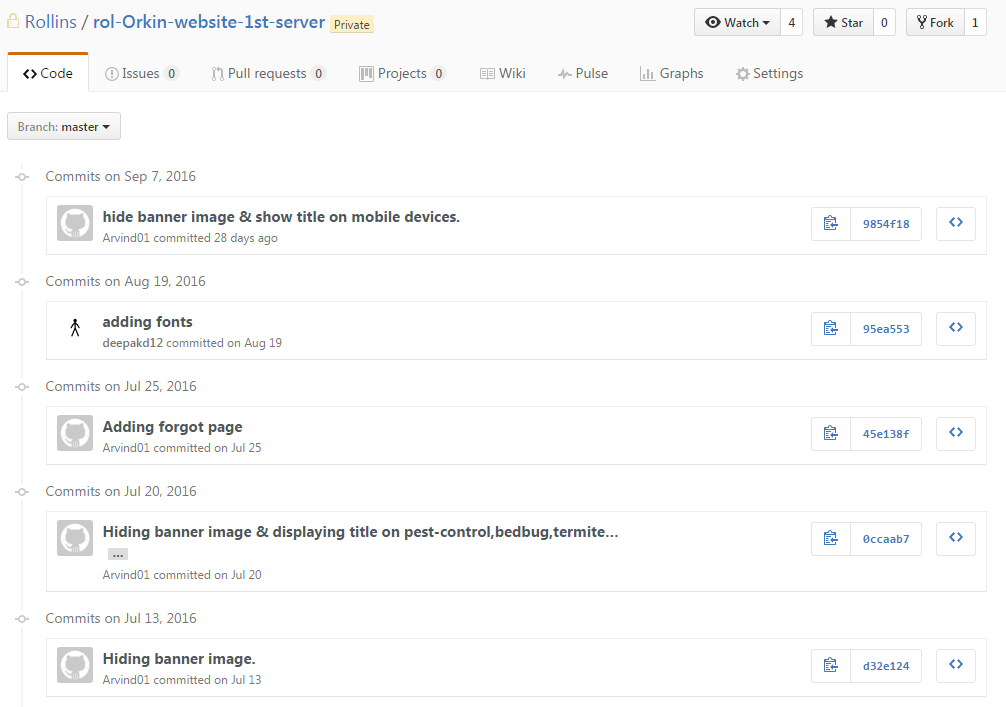 Rollins / rol-Orkin-website-1st-server Private Watch 4 Star 0 Fork 1
Code Issues 0 Pull requests 0 Projects 0 Wiki Pulse Graphs Settings
Branch: master
Commits on Sep 7, 2016
hide banner image & show title on mobile devices.
Arvind01 committed 28 days ago
9854f18
Commits on Aug 19, 2016
adding fonts
deepakd12 committed on Aug 19
95ea553
Commits on Jul 25, 2016
Adding forgot page
Arvind01 committed on Jul 25
45e138f
Commits on Jul 20, 2016
Hiding banner image & displaying title on pest-control,bedbug,termite...
...
Arvind01 committed on Jul 20
0ccaab7
Commits on Jul 13, 2016
Hiding banner image.
Arvind01 committed on Jul 13
d32e124